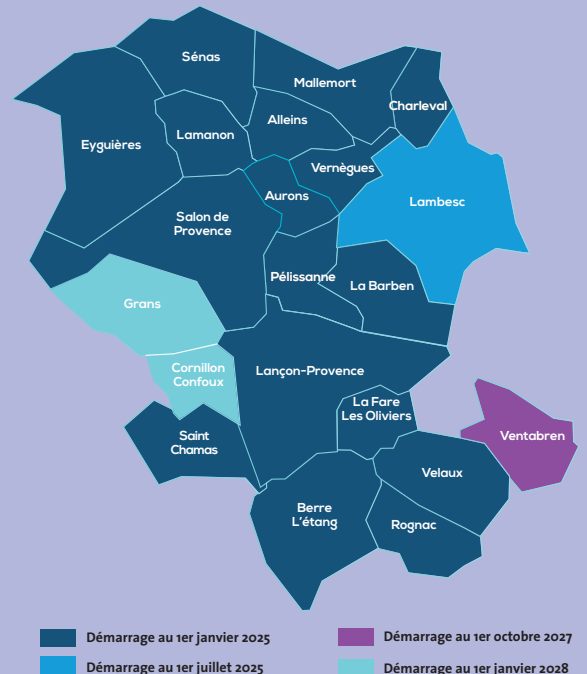 Sénas
Mallemort
Charleval
Alleins
Lamanon
Eyguières
Vernègues
Aurons
Lambesc
Salon de
Provence
Pélissanne
La Barben
Grans
Lançon-Provence
Cornillon
Confoux
La Fare
Les Oliviers
Saint
Chamas
Ventabren
Velaux
Berre
L'étang
Rognac
Démarrage au 1er janvier 2025
Démarrage au 1er octobre 2027
Démarrage au 1er juillet 2025
Démarrage au 1er janvier 2028